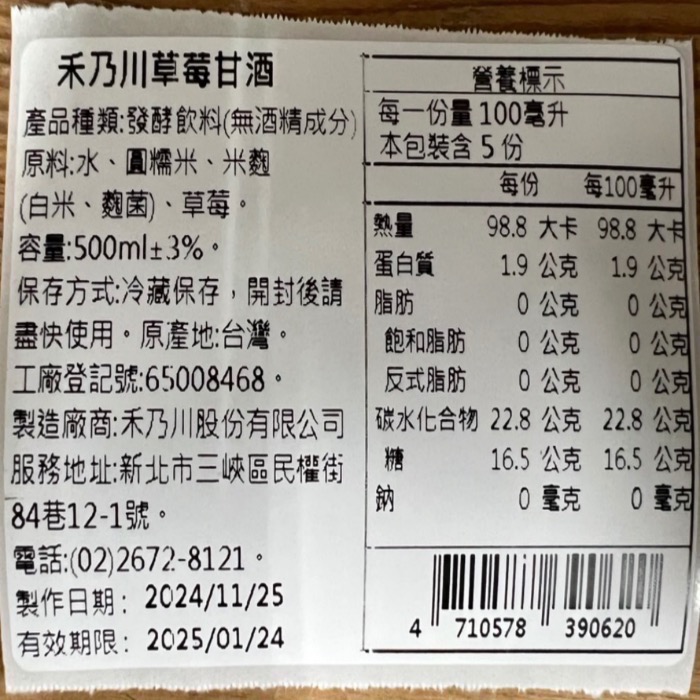 禾乃川草莓甘酒
產品種類:發酵飲料(無酒精成分)
原料:水、圓糯米、米麴
(白米、麴菌)、草莓。
容量:500ml±3%。
保存方式:冷藏保存，開封後請
盡快使用。原產地:台灣。
工廠登記號:65008468。
製造廠商:禾乃川股份有限公司
服務地址:新北市三峽區民權街
84巷12-1號。
電話:(02)2672-8121。
製作日期: 2024/11/25
有效期限: 2025/01/24
營養標示
每一份量 100毫升
本包裝含 5 份
每份 每100毫升
熱量 98.8 大卡 98.8 大卡
蛋白質 1.9 公克 1.9 公克
脂肪 0 公克 0 公克
飽和脂肪 0 公克 0 公克
反式脂肪 0 公克 0 公克
碳水化合物 22.8 公克 22.8 公克
糖 16.5 公克 16.5 公克
鈉 0 毫克 0 毫克
4 710578 390620